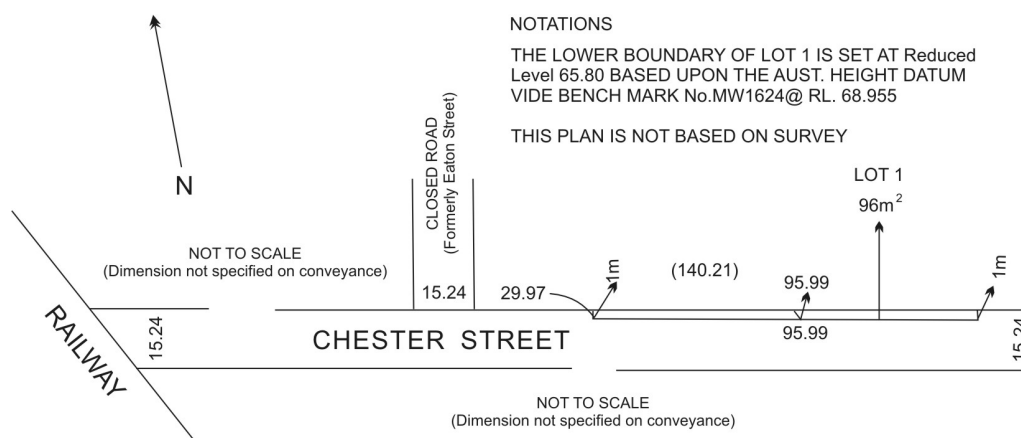 NOTATIONS
THE LOWER BOUNDARY OF LOT 1 IS SET AT Reduced
Level 65.80 BASED UPON THE AUST. HEIGHT DATUM
VIDE BENCH MARK No.MW1624@ RL. 68.955
THIS PLAN IS NOT BASED ON SURVEY
N
CLOSED ROAD
(Formerly Eaton Street)
LOT 1
96m²
NOT TO SCALE
(Dimension not specified on conveyance)
15.24
29.97
1m
(140.21)
95.99
1m
RAILWAY
15.24
CHESTER STREET
95.99
15.24
NOT TO SCALE
(Dimension not specified on conveyance)